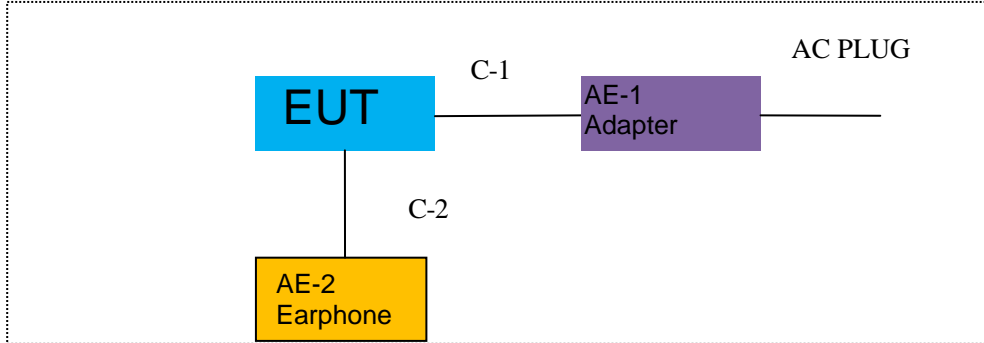 AC PLUG
C-1
EUT
AE-1
Adapter
C-2
AE-2
Earphone